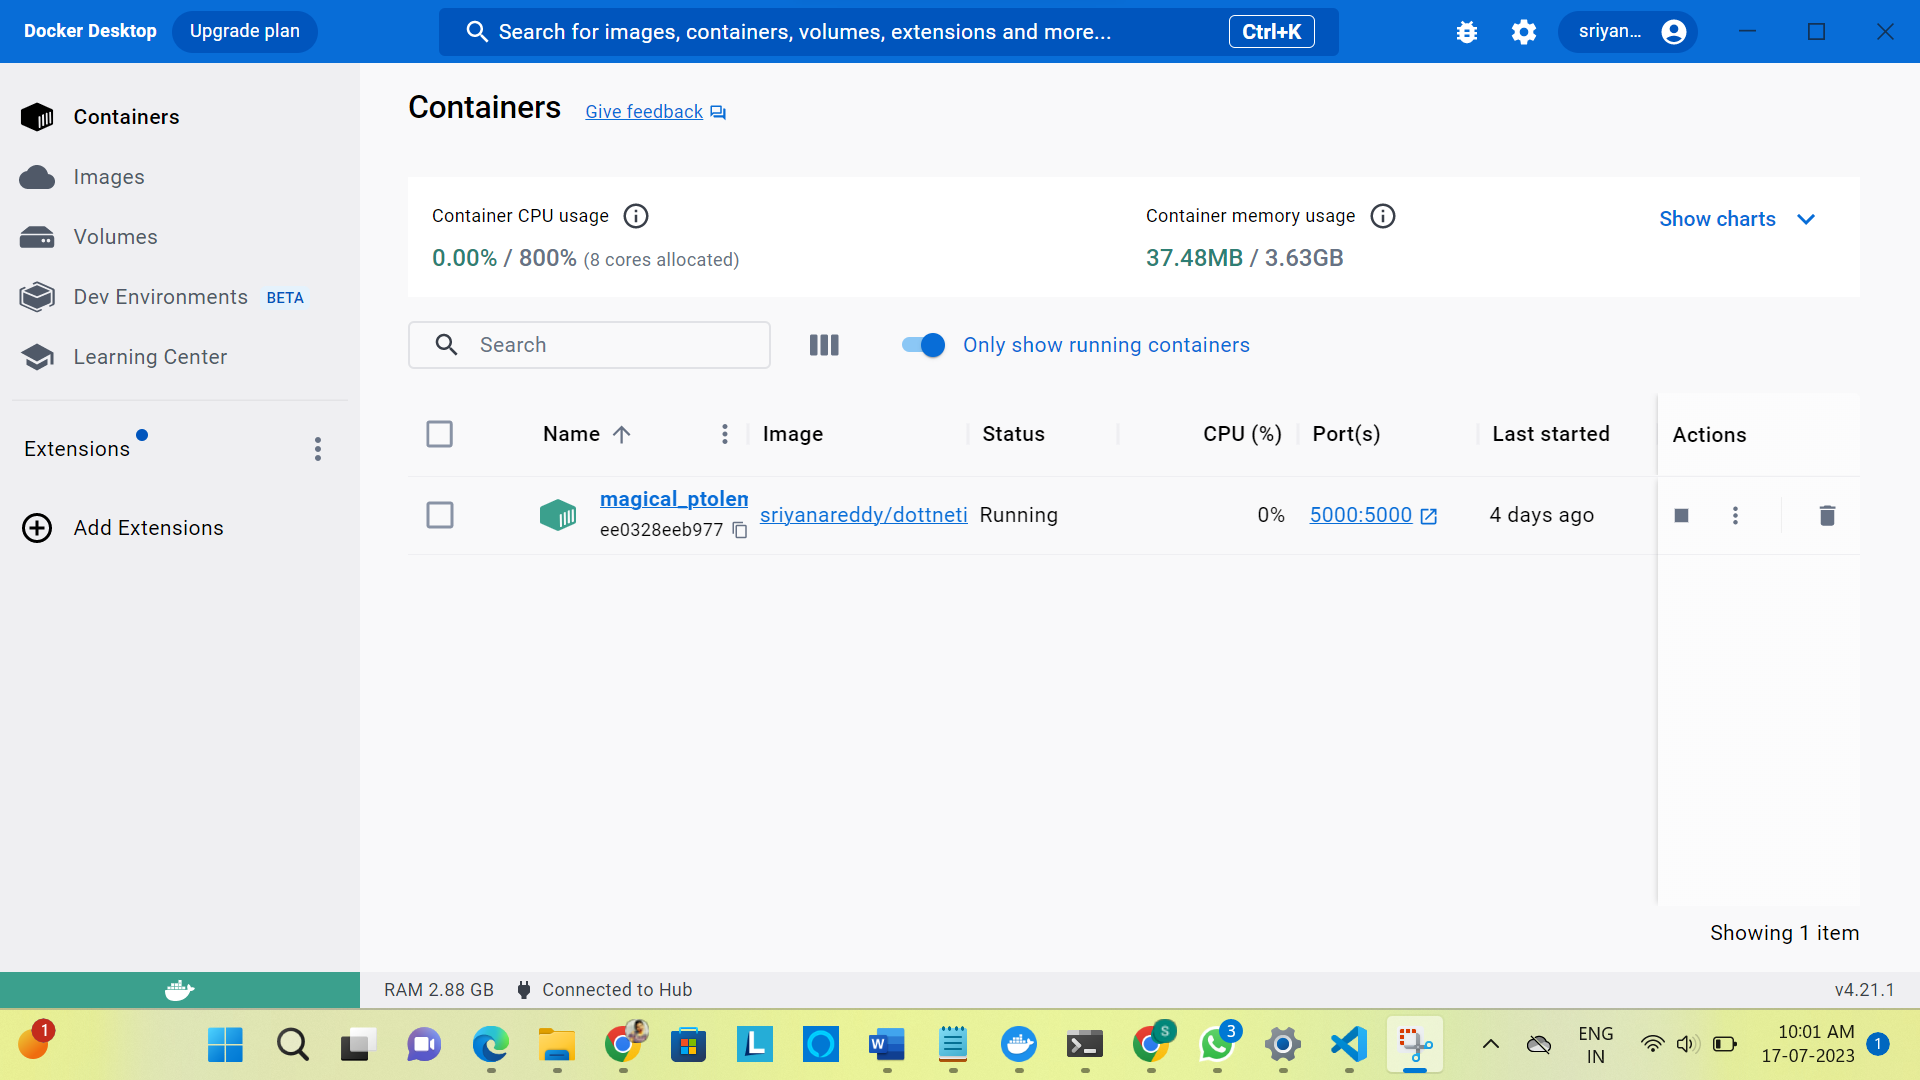 Docker Desktop Upgrade plan Search for images, containers, volumes, extensions and more... Ctrl+K sriyan...
Containers
Images
Volumes
Dev Environments BETA
Learning Center
Extensions
Add Extensions
Containers Give feedback
Container CPU usage
0.00% / 800% (8 cores allocated)
Container memory usage
37.48MB / 3.63GB
Show charts
Search Only show running containers
Name Image Status CPU (%) Port(s) Last started Actions
magical_ptolem
ee0328eeb977
sriyanareddy/dottneti Running 0% 5000:5000 4 days ago
Showing 1 item
RAM 2.88 GB Connected to Hub v4.21.1
1
L
W
S
3
ENG
IN
10:01 AM
17-07-2023
1